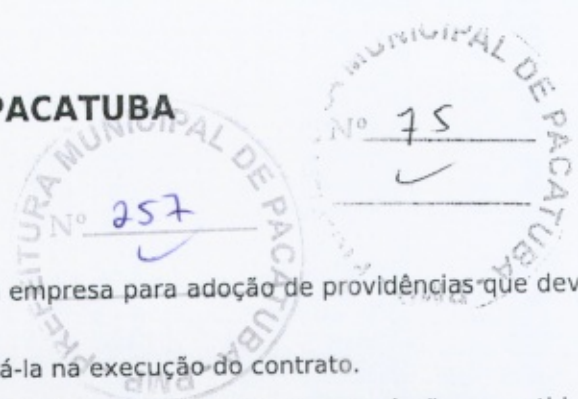 PACATUBA
MUNICIPAL DE PACATUBA
Nº 75
PREFEITURA MUNICIPAL DE PACATUBA
Nº 257
empresa para adoção de providências que dev
á-la na execução do contrato.